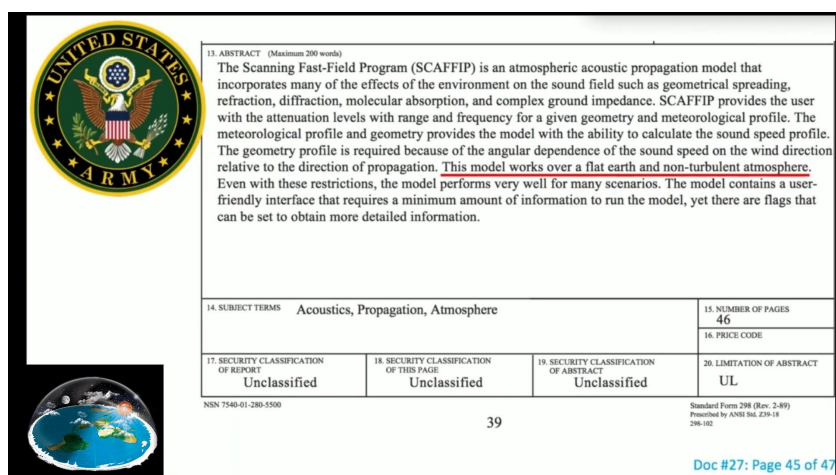 UNITED STATES
ARMY
13. ABSTRACT (Maximum 200 words)
The Scanning Fast-Field Program (SCAFFIP) is an atmospheric acoustic propagation model that
incorporates many of the effects of the environment on the sound field such as geometrical spreading,
refraction, diffraction, molecular absorption, and complex ground impedance. SCAFFIP provides the user
with the attenuation levels with range and frequency for a given geometry and meteorological profile. The
meteorological profile and geometry provides the model with the ability to calculate the sound speed profile.
The geometry profile is required because of the angular dependence of the sound speed on the wind direction
relative to the direction of propagation. This model works over a flat earth and non-turbulent atmosphere.
Even with these restrictions, the model performs very well for many scenarios. The model contains a user-
friendly interface that requires a minimum amount of information to run the model, yet there are flags that
can be set to obtain more detailed information.
14. SUBJECT TERMS Acoustics, Propagation, Atmosphere
15. NUMBER OF PAGES
46
16. PRICE CODE
17. SECURITY CLASSIFICATION
OF REPORT
Unclassified
18. SECURITY CLASSIFICATION
OF THIS PAGE
Unclassified
19. SECURITY CLASSIFICATION
OF ABSTRACT
Unclassified
20. LIMITATION OF ABSTRACT
UL
NSN 7540-01-280-5500
39
Standard Form 298 (Rev. 2-89)
Prescribed by ANSI Std. Z39-18
298-102
Doc #27: Page 45 of 47